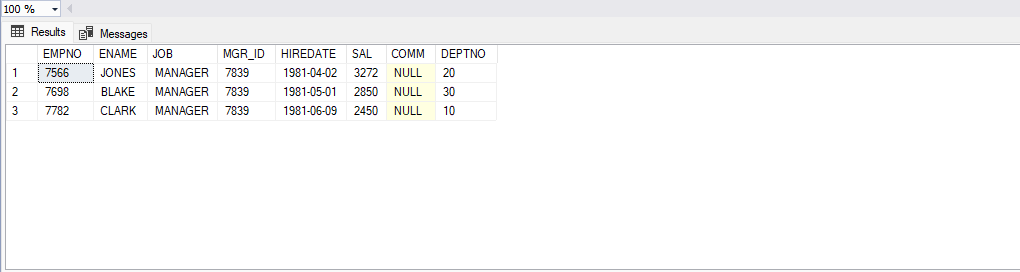 100 %
Results Messages
EMPNO ENAME JOB MGR_ID HIREDATE SAL COMM DEPTNO
1 7566 JONES MANAGER 7839 1981-04-02 3272 NULL 20
2 7698 BLAKE MANAGER 7839 1981-05-01 2850 NULL 30
3 7782 CLARK MANAGER 7839 1981-06-09 2450 NULL 10